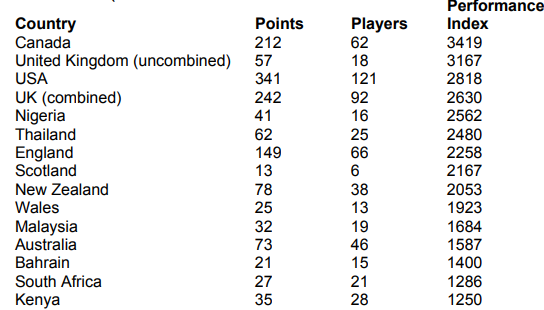 Performance
Country Points Players Index
Canada 212 62 3419
United Kingdom (uncombined) 57 18 3167
USA 341 121 2818
UK (combined) 242 92 2630
Nigeria 41 16 2562
Thailand 62 25 2480
England 149 66 2258
Scotland 13 6 2167
New Zealand 78 38 2053
Wales 25 13 1923
Malaysia 32 19 1684
Australia 73 46 1587
Bahrain 21 15 1400
South Africa 27 21 1286
Kenya 35 28 1250